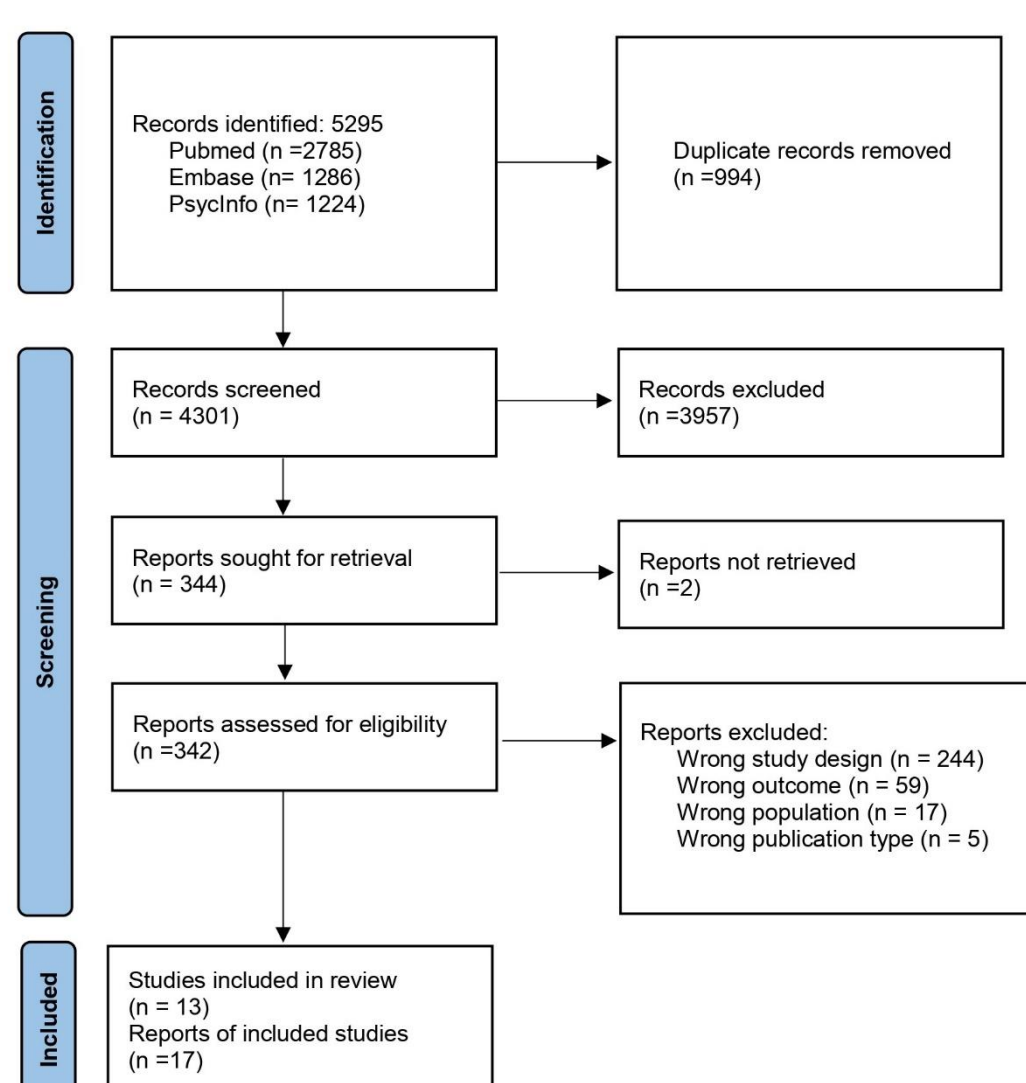 Identification
Records identified: 5295
Pubmed (n =2785)
Embase (n= 1286)
PsycInfo (n= 1224)
Duplicate records removed
(n =994)
Screening
Records screened
(n = 4301)
Records excluded
(n =3957)
Reports sought for retrieval
(n = 344)
Reports not retrieved
(n =2)
Reports assessed for eligibility
(n =342)
Reports excluded:
Wrong study design (n = 244)
Wrong outcome (n = 59)
Wrong population (n = 17)
Wrong publication type (n = 5)
Included
Studies included in review
(n = 13)
Reports of included studies
(n =17)